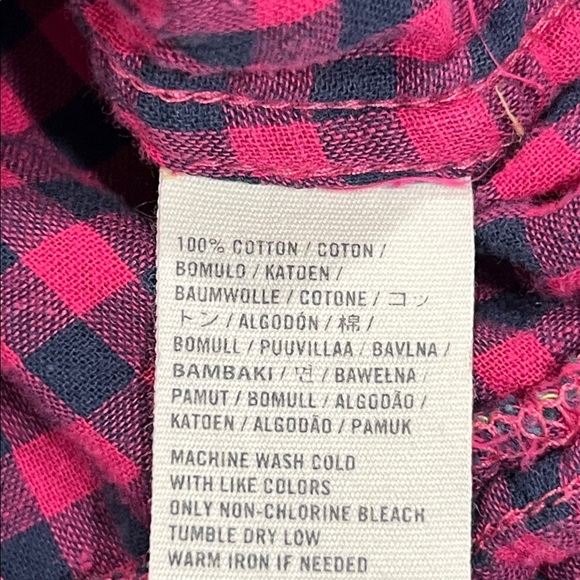 100% COTTON / COTON /
BOMULD / KATOEN /
BAUMWOLLE / COTONE / コッ
トン / ALGODÓN / 棉 /
BOMULL / PUUVILLAA / BAVLNA /
BAMBAKI / 면 / BAWEŁNA /
PAMUT / BOMULL / ALGODÃO /
KATOEN / ALGODÃO / PAMUK
MACHINE WASH COLD
WITH LIKE COLORS
ONLY NON-CHLORINE BLEACH
TUMBLE DRY LOW
WARM IRON IF NEEDED